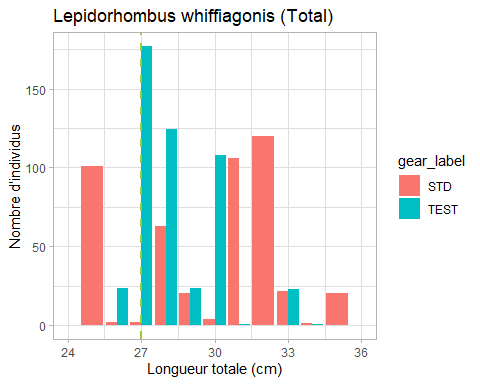 Lepidorhombus whiffiagonis (Total)
150
100
50
0
Nombre d'individus
24 27 30 33 36
Longueur totale (cm)
gear_label
STD
TEST